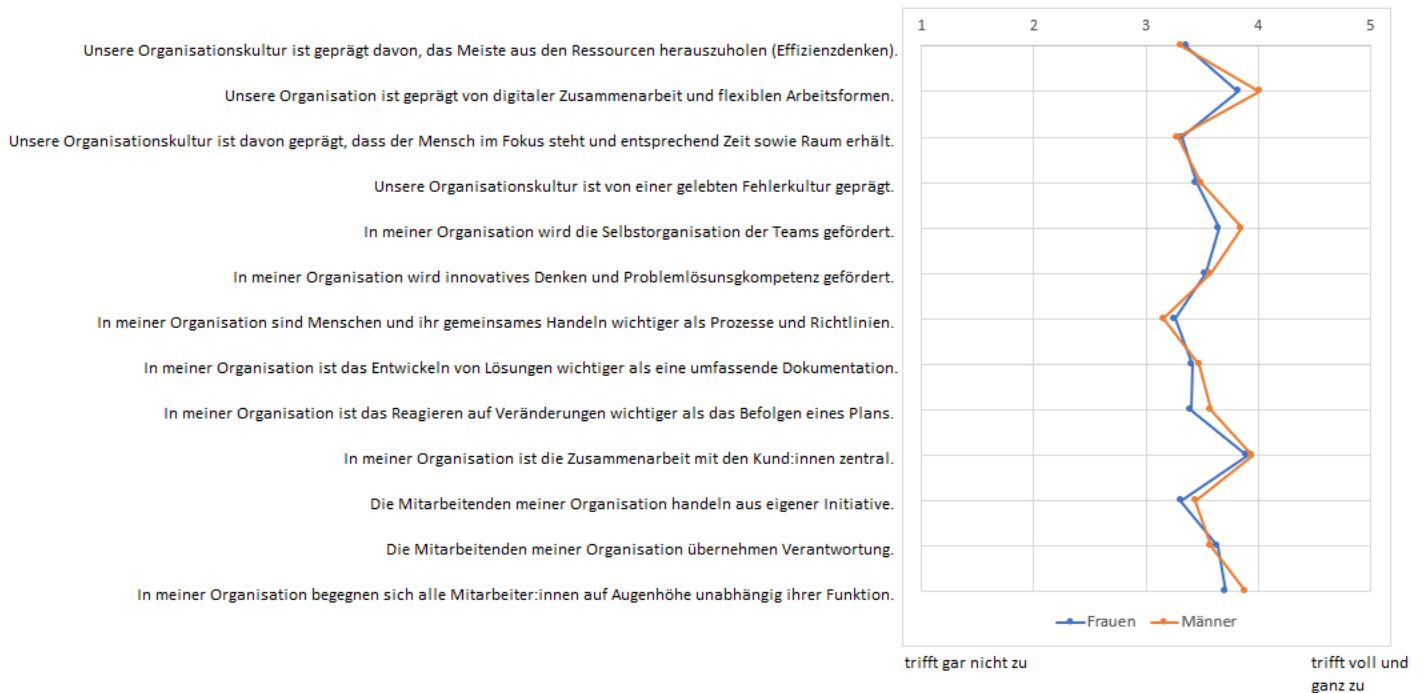 1 2 3 4 5
Unsere Organisationskultur ist geprägt davon, das Meiste aus den Ressourcen herauszuholen (Effizienzdenken).
Unsere Organisation ist geprägt von digitaler Zusammenarbeit und flexiblen Arbeitsformen.
Unsere Organisationskultur ist davon geprägt, dass der Mensch im Fokus steht und entsprechend Zeit sowie Raum erhält.
Unsere Organisationskultur ist von einer gelebten Fehlerkultur geprägt.
In meiner Organisation wird die Selbstorganisation der Teams gefördert.
In meiner Organisation wird innovatives Denken und Problemlösunsgkompetenz gefördert.
In meiner Organisation sind Menschen und ihr gemeinsames Handeln wichtiger als Prozesse und Richtlinien.
In meiner Organisation ist das Entwickeln von Lösungen wichtiger als eine umfassende Dokumentation.
In meiner Organisation ist das Reagieren auf Veränderungen wichtiger als das Befolgen eines Plans.
In meiner Organisation ist die Zusammenarbeit mit den Kund:innen zentral.
Die Mitarbeitenden meiner Organisation handeln aus eigener Initiative.
Die Mitarbeitenden meiner Organisation übernehmen Verantwortung.
In meiner Organisation begegnen sich alle Mitarbeiter:innen auf Augenhöhe unabhängig ihrer Funktion.
Frauen Männer
trifft gar nicht zu
trifft voll und
ganz zu